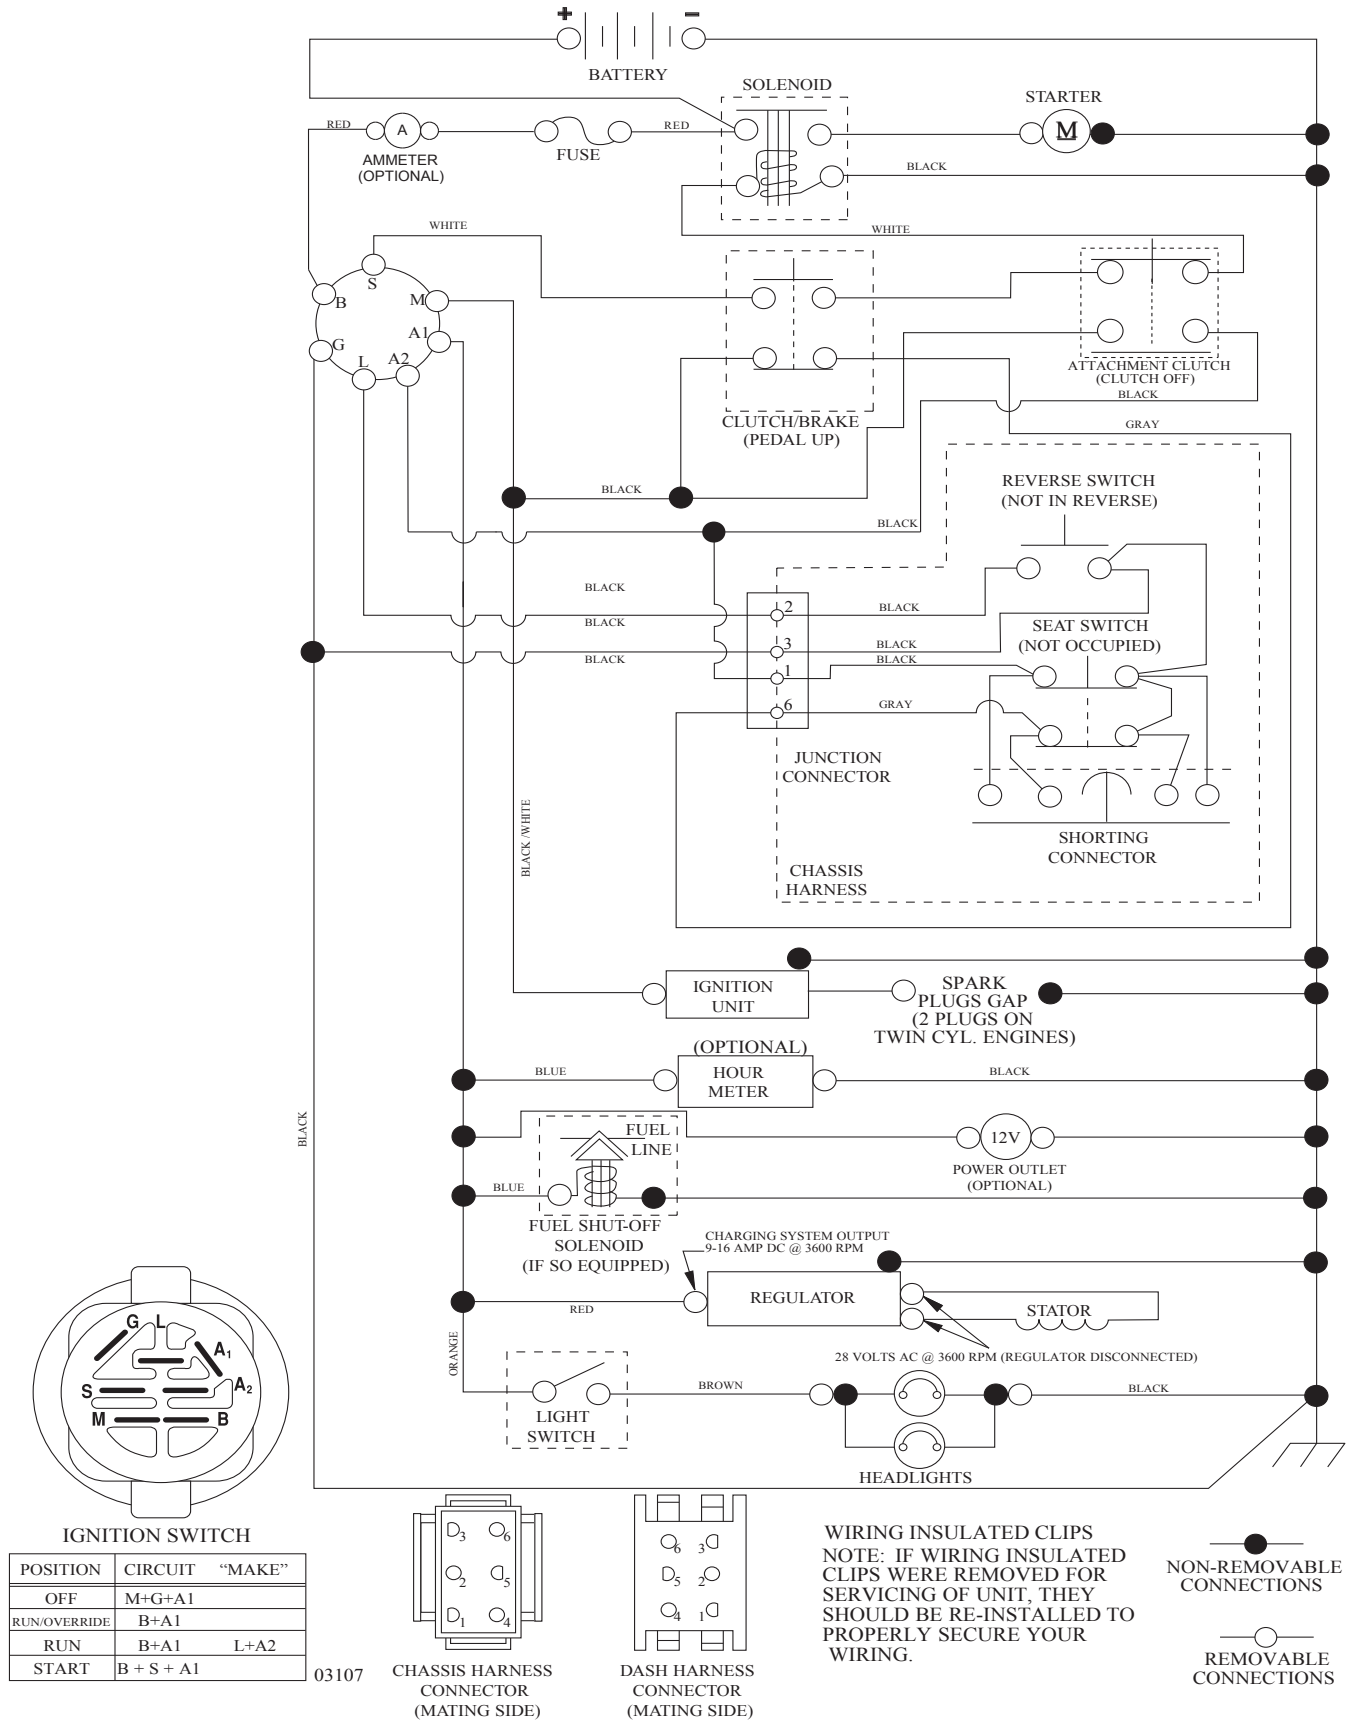 +
−
BATTERY
SOLENOID
STARTER
RED
A
RED
M
AMMETER
(OPTIONAL)
FUSE
BLACK
WHITE
WHITE
S
B
M
G
A1
L
A2
ATTACHMENT CLUTCH
(CLUTCH OFF)
BLACK
CLUTCH/BRAKE
(PEDAL UP)
GRAY
REVERSE SWITCH
(NOT IN REVERSE)
BLACK
BLACK
BLACK
2
BLACK
BLACK
SEAT SWITCH
(NOT OCCUPIED)
3
BLACK
BLACK
BLACK
1
6
GRAY
JUNCTION
CONNECTOR
BLACK /WHITE
SHORTING
CONNECTOR
CHASSIS
HARNESS
IGNITION
UNIT
SPARK
PLUGS GAP
(2 PLUGS ON
TWIN CYL. ENGINES)
(OPTIONAL)
HOUR
METER
BLUE
BLACK
BLACK
FUEL
LINE
12V
POWER OUTLET
(OPTIONAL)
BLUE
FUEL SHUT-OFF
SOLENOID
(IF SO EQUIPPED)
CHARGING SYSTEM OUTPUT
9-16 AMP DC @ 3600 RPM
REGULATOR
RED
STATOR
28 VOLTS AC @ 3600 RPM (REGULATOR DISCONNECTED)
ORANGE
BROWN
BLACK
LIGHT
SWITCH
HEADLIGHTS
G L
A1
A2
S
M B
IGNITION SWITCH
POSITION CIRCUIT "MAKE"
OFF M+G+A1
RUN/OVERRIDE B+A1
RUN B+A1 L+A2
START B + S + A1
03107
3 6
2 5
1 4
CHASSIS HARNESS
CONNECTOR
(MATING SIDE)
6 3
5 2
4 1
DASH HARNESS
CONNECTOR
(MATING SIDE)
WIRING INSULATED CLIPS
NOTE: IF WIRING INSULATED
CLIPS WERE REMOVED FOR
SERVICING OF UNIT, THEY
SHOULD BE RE-INSTALLED TO
PROPERLY SECURE YOUR
WIRING.
NON-REMOVABLE
CONNECTIONS
REMOVABLE
CONNECTIONS